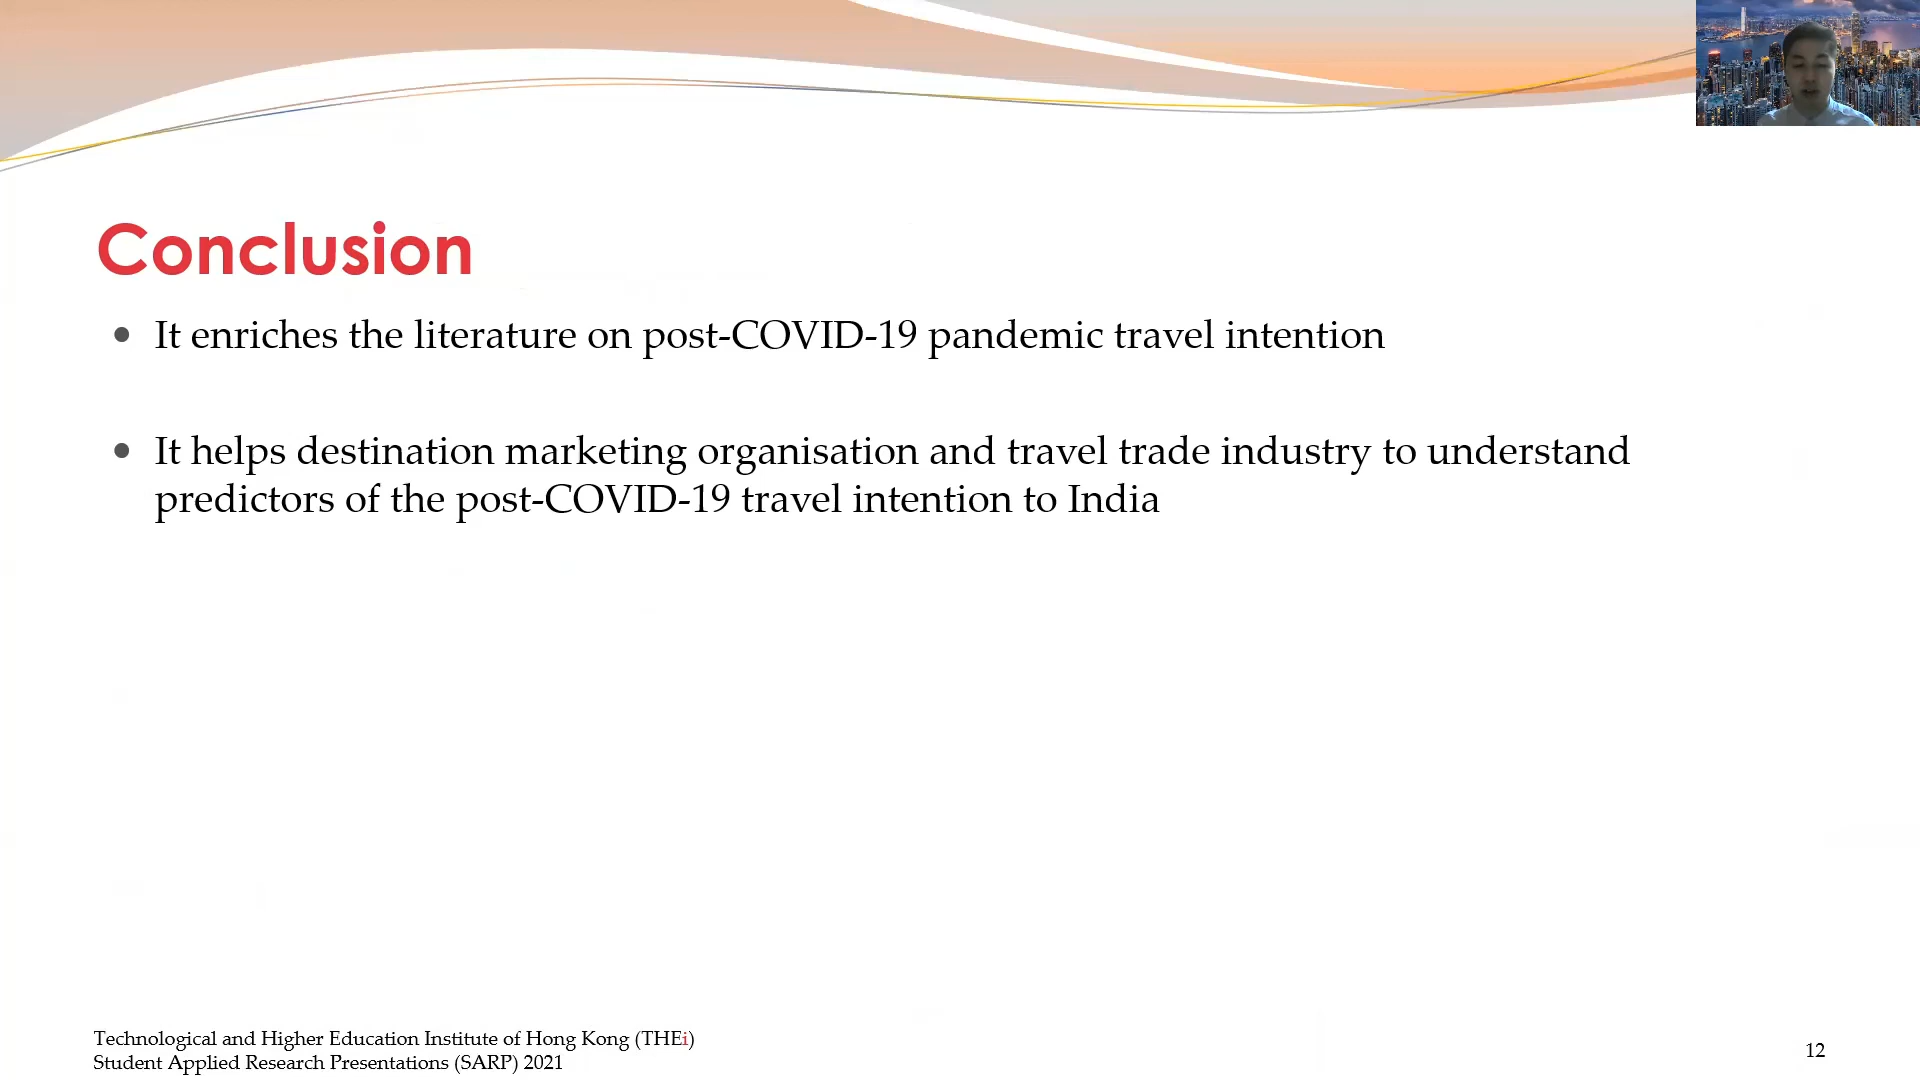 Conclusion
• It enriches the literature on post-COVID-19 pandemic travel intention
• It helps destination marketing organisation and travel trade industry to understand
predictors of the post-COVID-19 travel intention to India
Technological and Higher Education Institute of Hong Kong (THEi)
Student Applied Research Presentations (SARP) 2021
12